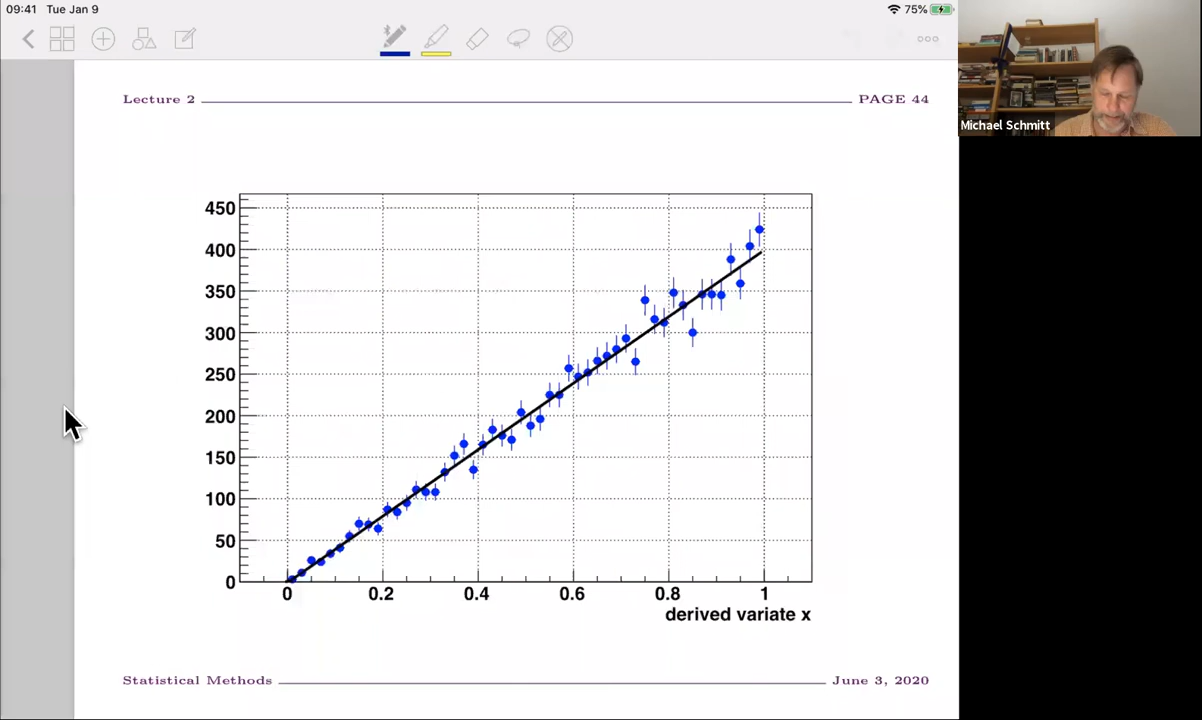 09:41 Tue Jan 9
75%
Michael Schmitt
Lecture 2 PAGE 44
450
400
350
300
250
200
150
100
50
0
0 0.2 0.4 0.6 0.8 1
derived variate x
Statistical Methods June 3, 2020